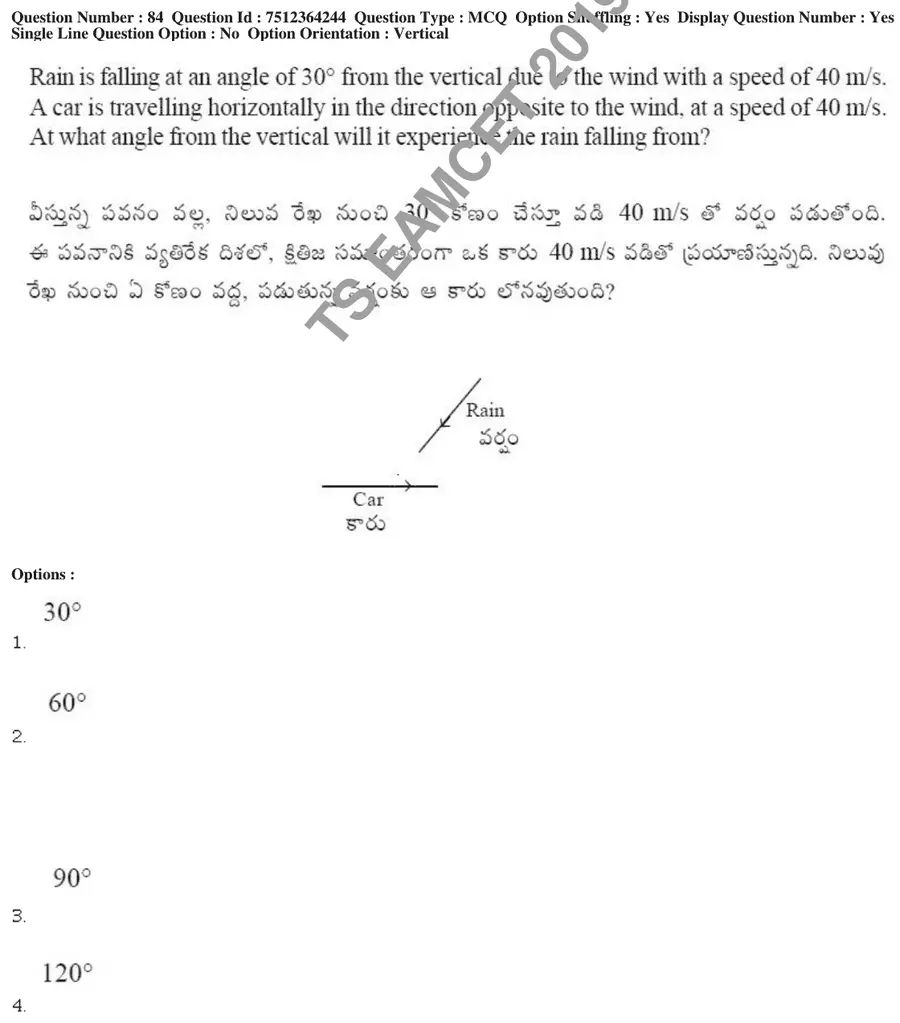 Question Number : 84 Question Id : 7512364244 Question Type : MCQ Option Shuffling : Yes Display Question Number : Yes
Single Line Question Option : No Option Orientation : Vertical
Rain is falling at an angle of 30° from the vertical due to the wind with a speed of 40 m/s.
A car is travelling horizontally in the direction opposite to the wind, at a speed of 40 m/s.
At what angle from the vertical will it experience the rain falling from?
వీస్తున్న పవనం వల్ల, నిలువ రేఖ నుంచి 30° కోణం చేస్తూ వడి 40 m/s తో వర్షం పడుతోంది.
ఈ పవనానికి వ్యతిరేక దిశలో, క్షితిజ సమాంతరంగా ఒక కారు 40 m/s వడితో ప్రయాణిస్తున్నది. నిలువు
రేఖ నుంచి ఏ కోణం వద్ద, పడుతున్న వర్షంకు ఆ కారు లోనవుతుంది?
TS EAMCET 2019
Rain
వర్షం
Car
కారు
Options :
30°
1.
60°
2.
90°
3.
120°
4.